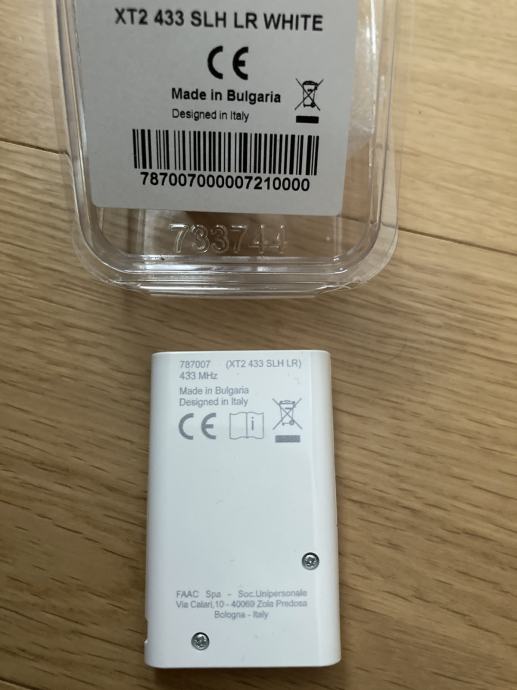 XT2 433 SLH LR WHITE
CE
Made in Bulgaria
Designed in Italy
787007000007210000
733744
787007 (XT2 433 SLH LR)
433 MHz
Made in Bulgaria
Designed in Italy
CE i
FAAC Spa - Soc.Unipersonale
Via Calari,10 - 40069 Zola Predosa
Bologna - Italy